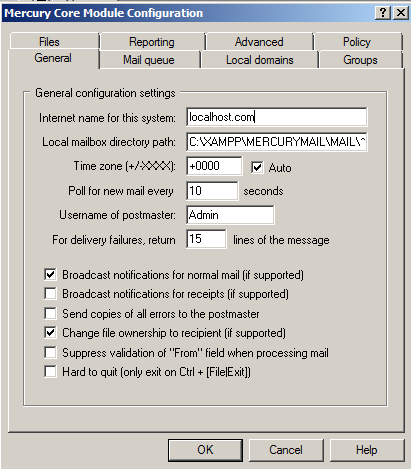 Mercury Core Module Configuration
Files Reporting Advanced Policy
General Mail queue Local domains Groups
General configuration settings
Internet name for this system: localhost.com
Local mailbox directory path: C:\XAMPP\MERCURYMAIL\MAIL\~
Time zone (+/-XXXX): +0000 Auto
Poll for new mail every 10 seconds
Username of postmaster: Admin
For delivery failures, return 15 lines of the message
Broadcast notifications for normal mail (if supported)
Broadcast notifications for receipts (if supported)
Send copies of all errors to the postmaster
Change file ownership to recipient (if supported)
Suppress validation of "From" field when processing mail
Hard to quit (only exit on Ctrl + [File|Exit])
OK Cancel Help